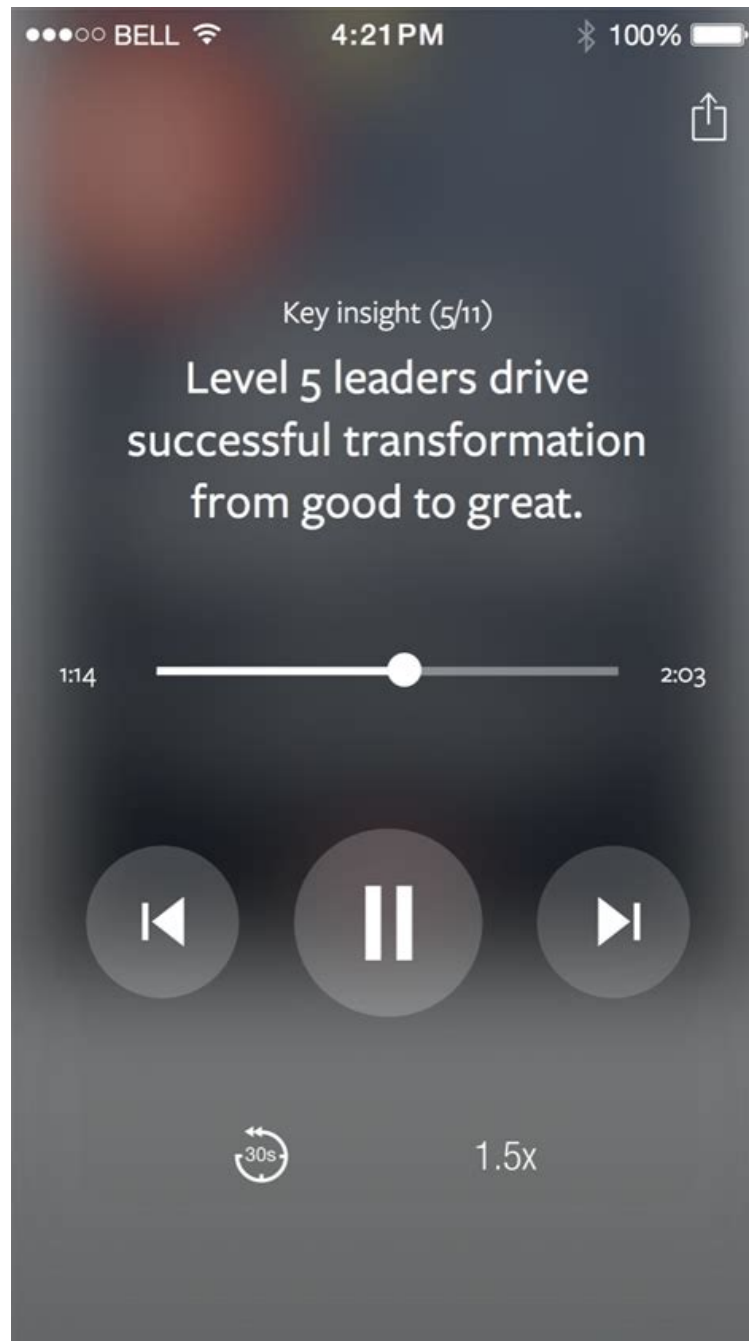 BELL 4:21 PM 100%
Key insight (5/11)
Level 5 leaders drive
successful transformation
from good to great.
1:14 2:03
30s 1.5x